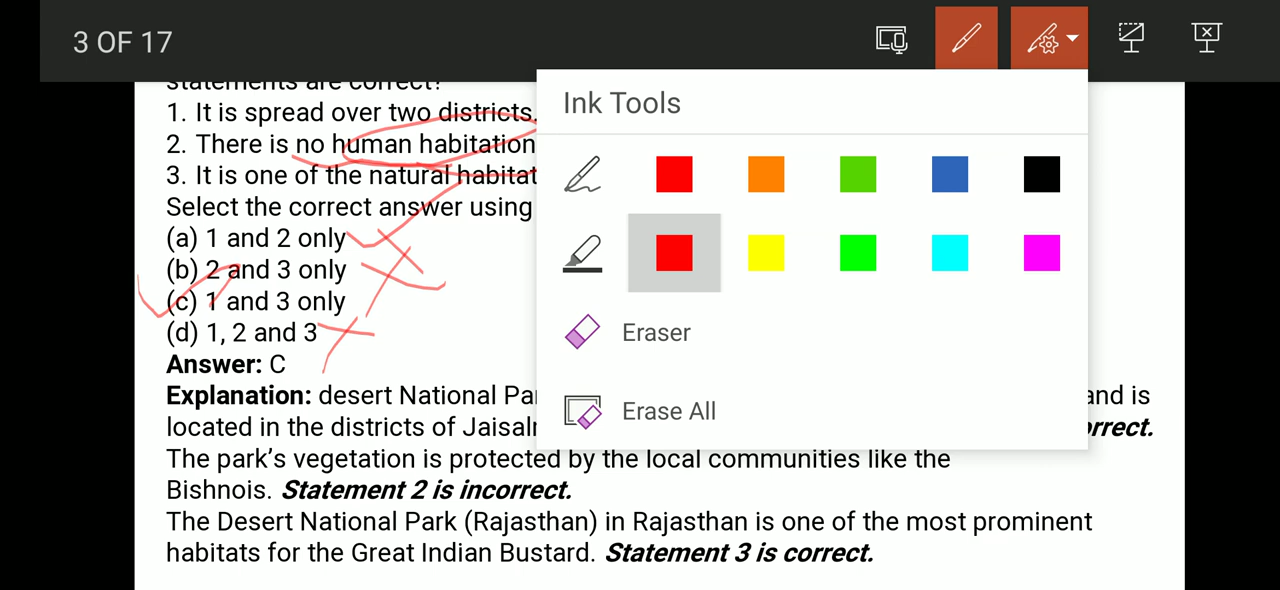 3 OF 17
Ink Tools
statements are correct?
1. It is spread over two districts.
2. There is no human habitation
3. It is one of the natural habitat
Select the correct answer using
(a) 1 and 2 only
(b) 2 and 3 only
(c) 1 and 3 only
(d) 1, 2 and 3
Eraser
Answer: C
Explanation: desert National Pa and is
Erase All
located in the districts of Jaisal orrect.
The park’s vegetation is protected by the local communities like the
Bishnois. Statement 2 is incorrect.
The Desert National Park (Rajasthan) in Rajasthan is one of the most prominent
habitats for the Great Indian Bustard. Statement 3 is correct.